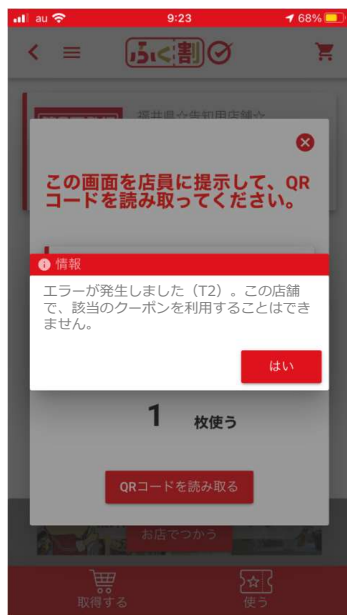 au 9:23 68%
ふく割
福井県☆告知用店舗☆
この画面を店員に提示して、QR
コードを読み取ってください。
情報
エラーが発生しました（T2）。この店舗
で、該当のクーポンを利用することはでき
ません。
はい
1 枚使う
QRコードを読み取る
お店でつかう
取得する 使う